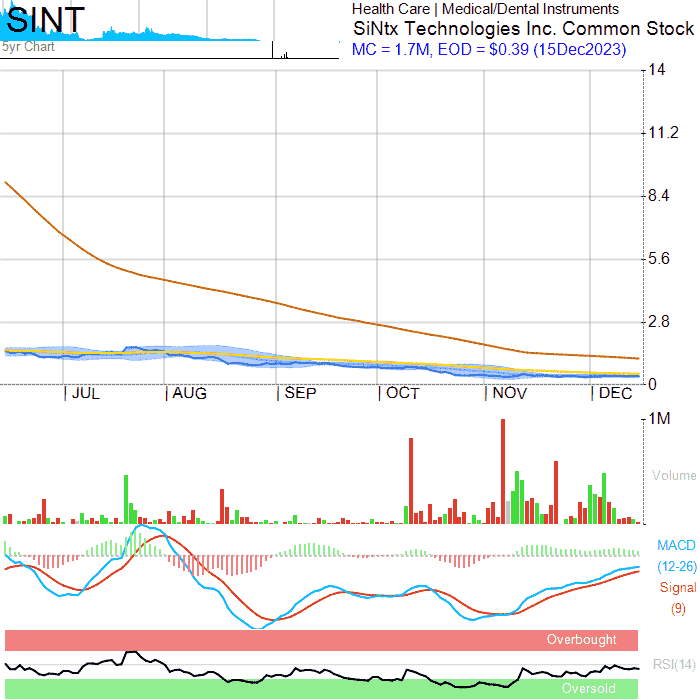 SINT
Health Care | Medical/Dental Instruments
SiNtx Technologies Inc. Common Stock
5yr Chart
MC = 1.7M, EOD = $0.39 (15Dec2023)
14
11.2
8.4
5.6
2.8
0
JUL AUG SEP OCT NOV DEC
1M
Volume
MACD
(12-26)
Signal
(9)
Overbought
RSI(14)
Oversold